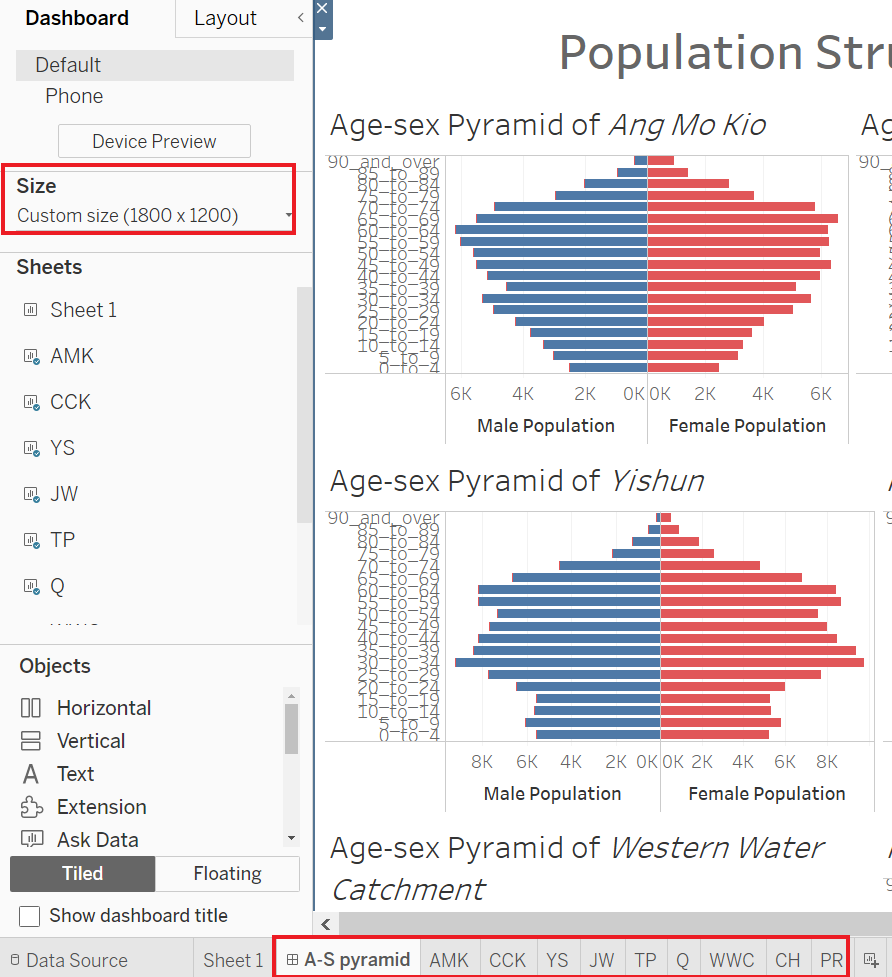 Dashboard
Layout
Default
Phone
Device Preview
Size
Custom size (1800 x 1200)
Sheets
Sheet 1
AMK
CCK
YS
JW
TP
Q
Objects
Horizontal
Vertical
Text
Extension
Ask Data
Tiled
Floating
Show dashboard title
Population Stru
Age-sex Pyramid of Ang Mo Kio
Ag
90_and_over
90_
85_to_89
80_to_84
75_to_79
70_to_74
65_to_69
60_to_64
55_to_59
50_to_54
45_to_49
40_to_44
35_to_39
30_to_34
25_to_29
20_to_24
15_to_19
10_to_14
5_to_9
0_to_4
6K 4K 2K 0K 0K 2K 4K 6K
Male Population Female Population
Age-sex Pyramid of Yishun
90_and_over
85_to_89
80_to_84
75_to_79
70_to_74
65_to_69
60_to_64
55_to_59
50_to_54
45_to_49
40_to_44
35_to_39
30_to_34
25_to_29
20_to_24
15_to_19
10_to_14
5_to_9
0_to_4
8K 6K 4K 2K 0K 0K 2K 4K 6K 8K
Male Population Female Population
Age-sex Pyramid of Western Water
Catchment
Data Source Sheet 1 A-S pyramid AMK CCK YS JW TP Q WWC CH PR